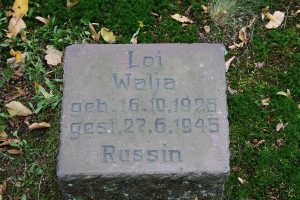 Loi
Walja
geb. 16.10.1925
gest. 27.6.1945
Russin